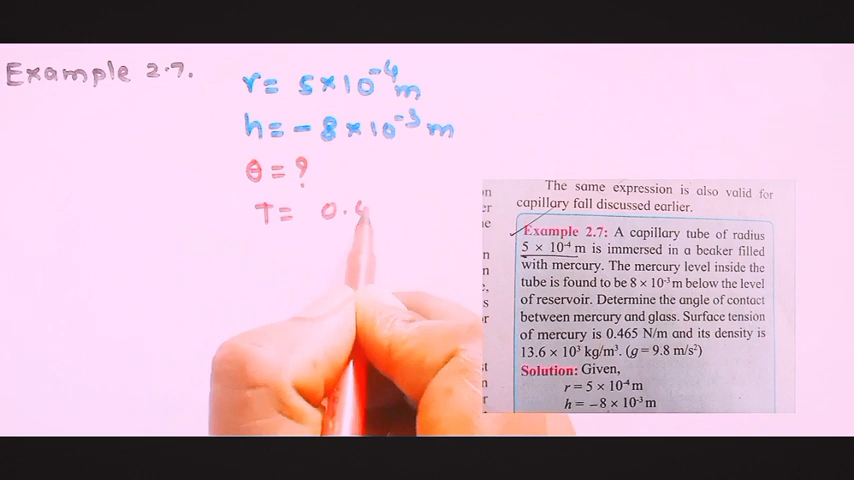 Example 2.7.
r = 5×10⁻⁴m
h = - 8×10⁻³m
θ = ?
T = 0.4
The same expression is also valid for
capillary fall discussed earlier.
Example 2.7: A capillary tube of radius
5 × 10⁻⁴ m is immersed in a beaker filled
with mercury. The mercury level inside the
tube is found to be 8 × 10⁻³ m below the level
of reservoir. Determine the angle of contact
between mercury and glass. Surface tension
of mercury is 0.465 N/m and its density is
13.6 × 10³ kg/m³. (g = 9.8 m/s²)
Solution: Given,
r = 5 × 10⁻⁴ m
h = –8 × 10⁻³ m